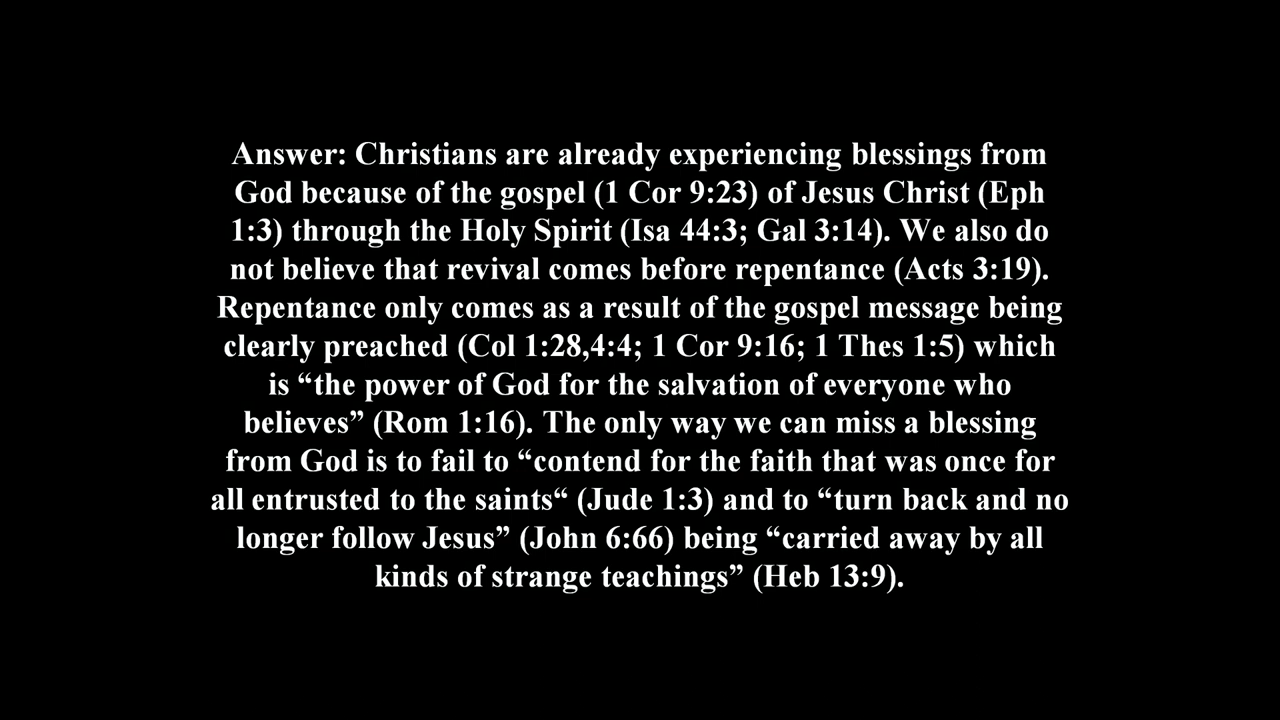 Answer: Christians are already experiencing blessings from
God because of the gospel (1 Cor 9:23) of Jesus Christ (Eph
1:3) through the Holy Spirit (Isa 44:3; Gal 3:14). We also do
not believe that revival comes before repentance (Acts 3:19).
Repentance only comes as a result of the gospel message being
clearly preached (Col 1:28,4:4; 1 Cor 9:16; 1 Thes 1:5) which
is “the power of God for the salvation of everyone who
believes” (Rom 1:16). The only way we can miss a blessing
from God is to fail to “contend for the faith that was once for
all entrusted to the saints“ (Jude 1:3) and to “turn back and no
longer follow Jesus” (John 6:66) being “carried away by all
kinds of strange teachings” (Heb 13:9).